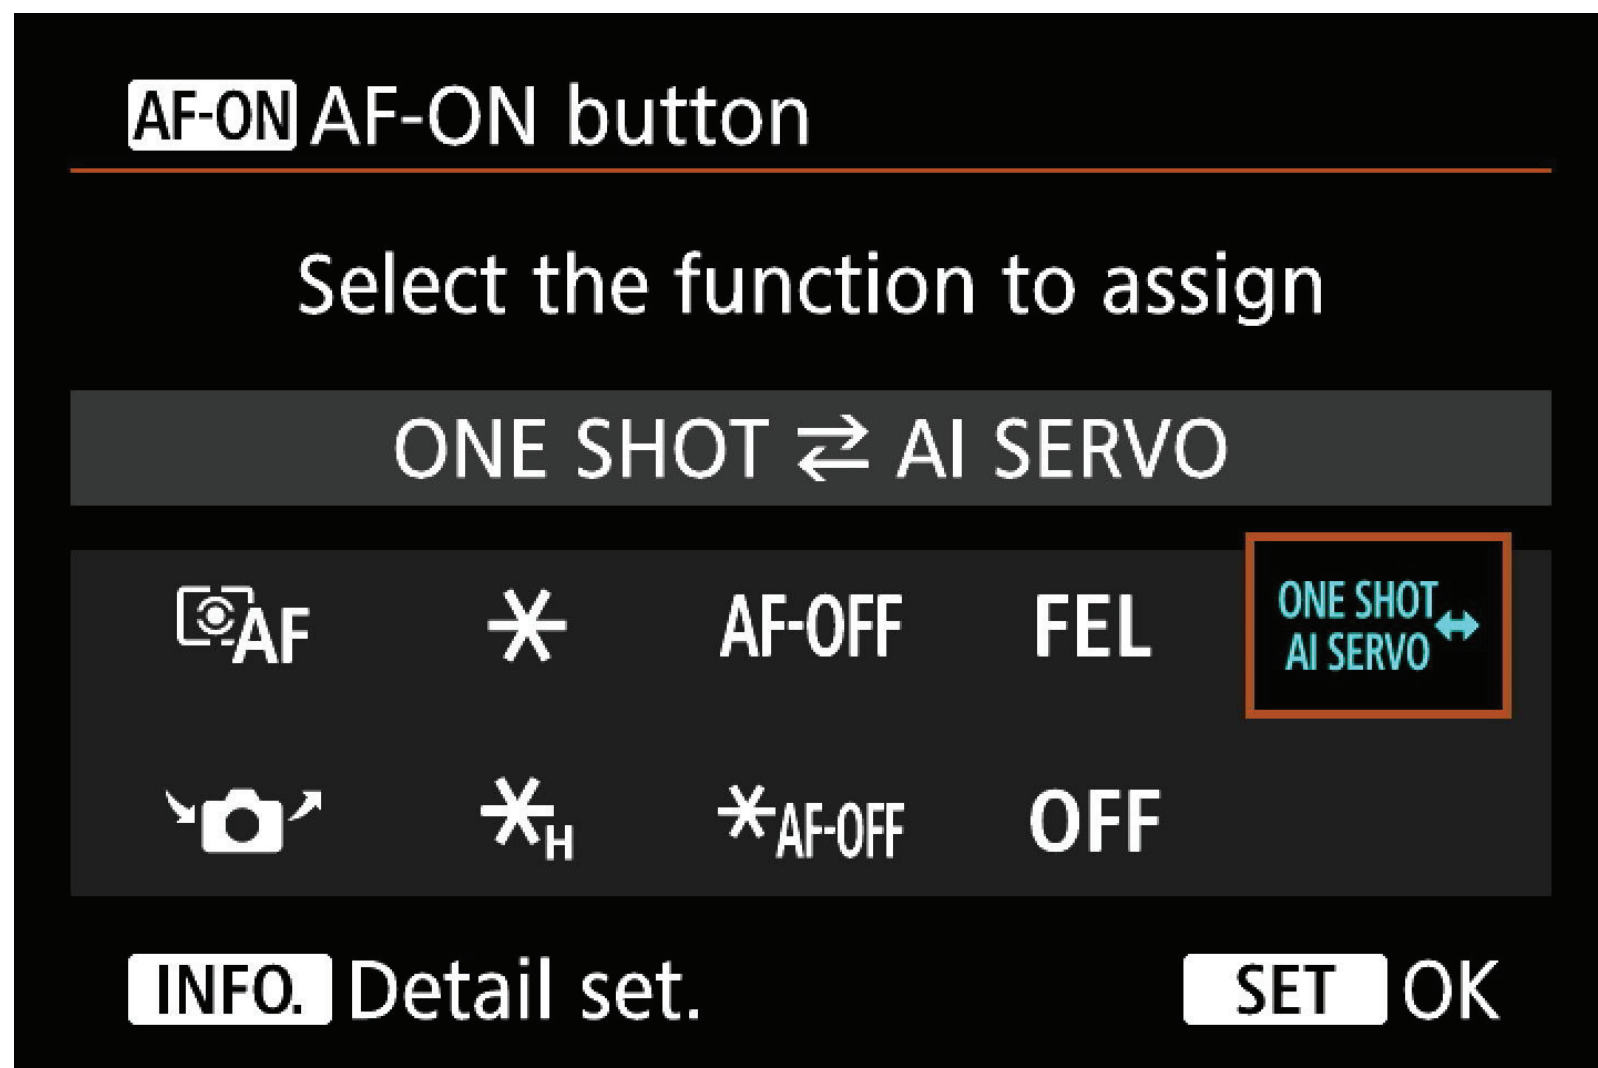 AF-ON AF-ON button
Select the function to assign
ONE SHOT ⇄ AI SERVO
AF * AF-OFF FEL ONE SHOT
AI SERVO ↔
*H *AF-OFF OFF
INFO. Detail set. SET OK